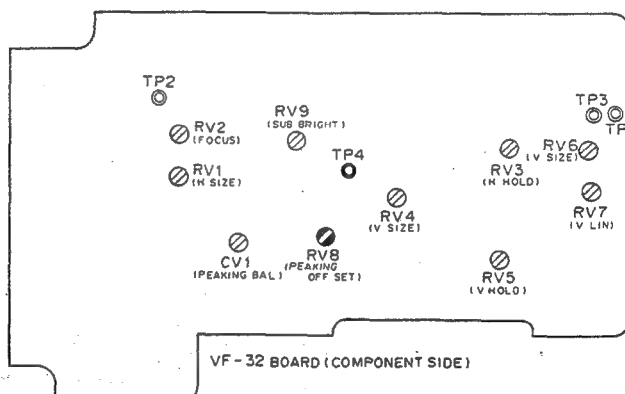 TP2
RV2
(FOCUS)
RV1
(H SIZE)
RV9
(SUB BRIGHT)
TP4
TP3
TP
RV6
(V SIZE)
RV3
(H HOLD)
RV7
(V LIN)
RV4
(V SIZE)
CV1
(PEAKING BAL)
RV8
(PEAKING
OFF SET)
RV5
(V HOLD)
VF-32 BOARD (COMPONENT SIDE)